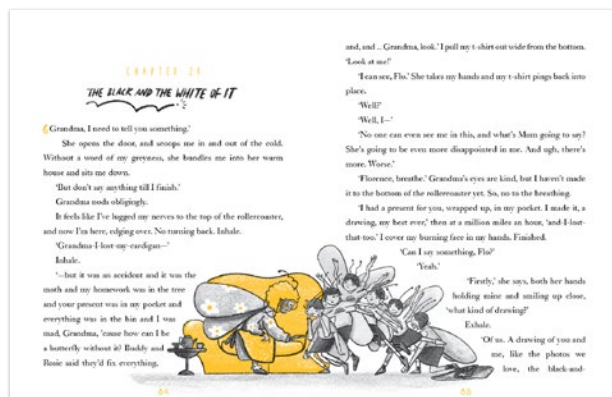 CHAPTER 24
THE BLACK AND THE WHITE OF IT
'Grandma, I need to tell you something.'
She opens the door, and scoops me in and out of the cold.
Without a word of my greyness, she bundles me into her warm
house and sits me down.
'But don't say anything till I finish.'
Grandma nods obligingly.
It feels like I've lugged my nerves to the top of the rollercoaster,
and now I'm here, edging over. No turning back. Inhale.
'Grandma-I-lost-my-cardigan—'
Inhale.
'—but it was an accident and it was the
moth and my homework was in the tree
and your present was in my pocket and
everything was in the bin and I was
mad, Grandma, 'cause how can I be
a butterfly without it? Buddy and
Rosie said they'd fix everything,
64
and, and .. Grandma, look.' I pull my t-shirt out wide from the bottom.
'Look at me!'
'I can see, Flo.' She takes my hands and my t-shirt pings back into
place.
'Well?'
'Well, I—'
'No one can even see me in this, and what's Mum going to say?
She's going to be even more disappointed in me. And ugh, there's
more. Worse.'
'Florence, breathe.' Grandma's eyes are kind, but I haven't made
it to the bottom of the rollercoaster yet. So, no to the breathing.
'I had a present for you, wrapped up, in my pocket. I made it, a
drawing, my best ever,' then at a million miles an hour, 'and-I-lost-
that-too.' I cover my burning face in my hands. Finished.
'Can I say something, Flo?'
'Yeah.'
'Firstly,' she says, both her hands
holding mine and smiling up close,
'what kind of drawing?'
Exhale.
'Of us. A drawing of you and
me, like the photos we
love, the black-and-